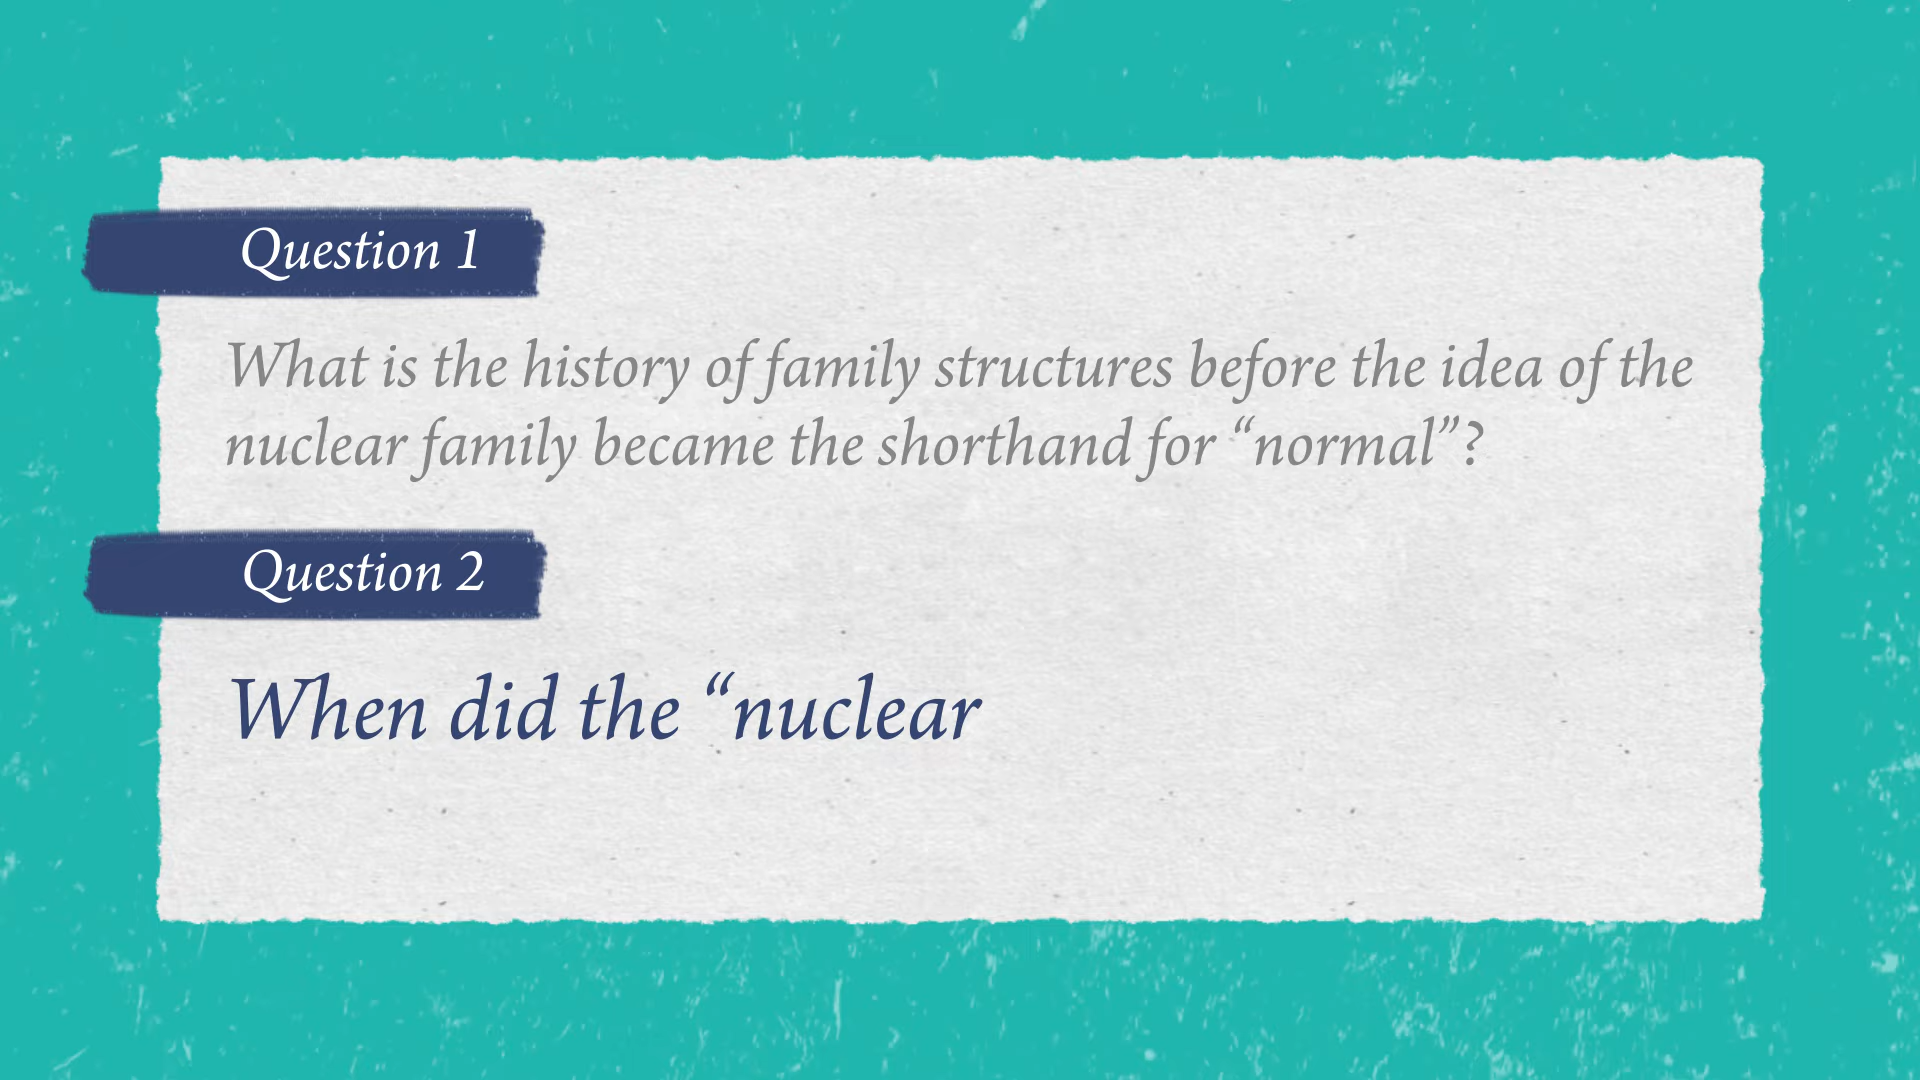 Question 1
What is the history of family structures before the idea of the
nuclear family became the shorthand for “normal”?
Question 2
When did the “nuclear